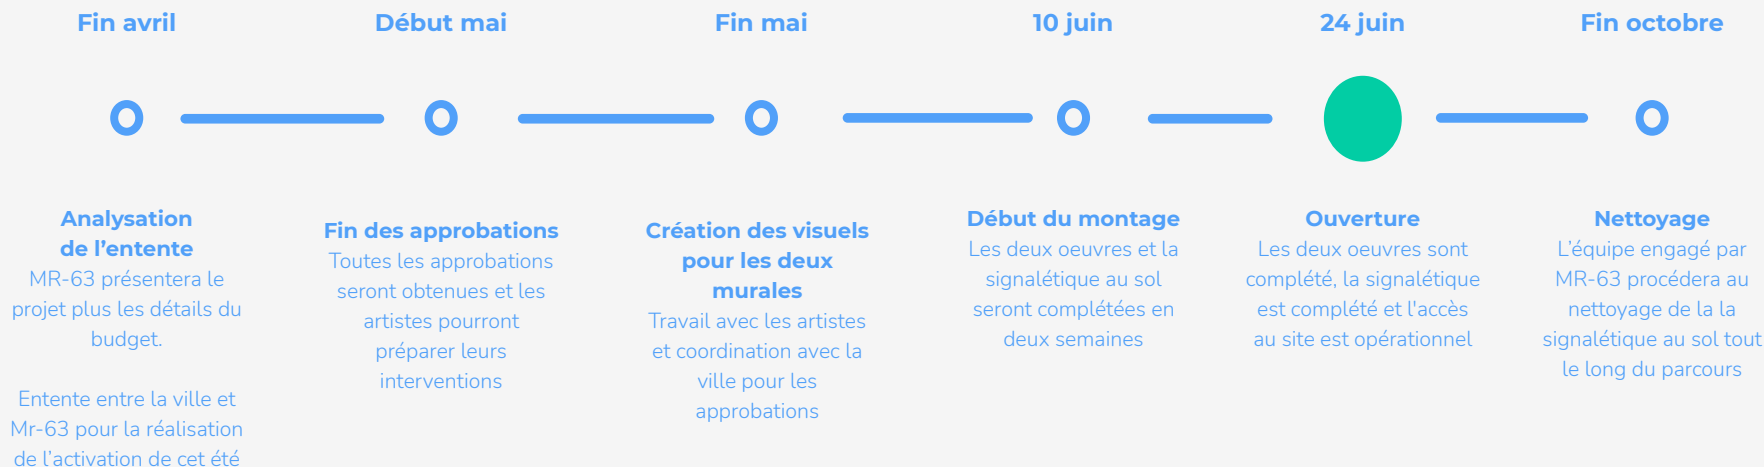 Fin avril
Début mai
Fin mai
10 juin
24 juin
Fin octobre
Analysation
de l'entente
MR-63 présentera le
projet plus les détails du
budget.
Entente entre la ville et
Mr-63 pour la réalisation
de l'activation de cet été
Fin des approbations
Toutes les approbations
seront obtenues et les
artistes pourront
préparer leurs
interventions
Création des visuels
pour les deux
murales
Travail avec les artistes
et coordination avec la
ville pour les
approbations
Début du montage
Les deux oeuvres et la
signalétique au sol
seront complétées en
deux semaines
Ouverture
Les deux oeuvres sont
complété, la signalétique
est complété et l'accès
au site est opérationnel
Nettoyage
L'équipe engagé par
MR-63 procédera au
nettoyage de la la
signalétique au sol tout
le long du parcours